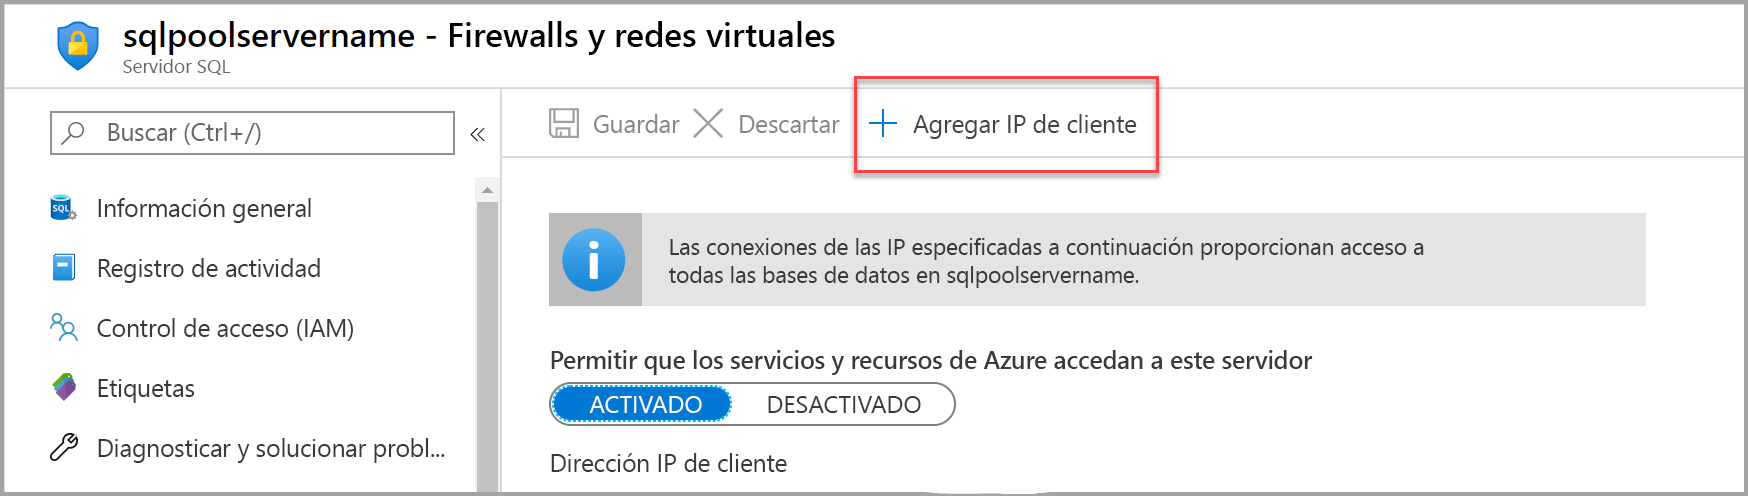 sqlpoolservername - Firewalls y redes virtuales
Servidor SQL
Buscar (Ctrl+/)
«
Guardar
Descartar
Agregar IP de cliente
SQL
Información general
Registro de actividad
Control de acceso (IAM)
Etiquetas
Diagnosticar y solucionar probl...
Las conexiones de las IP especificadas a continuación proporcionan acceso a
todas las bases de datos en sqlpoolservername.
Permitir que los servicios y recursos de Azure accedan a este servidor
ACTIVADO DESACTIVADO
Dirección IP de cliente